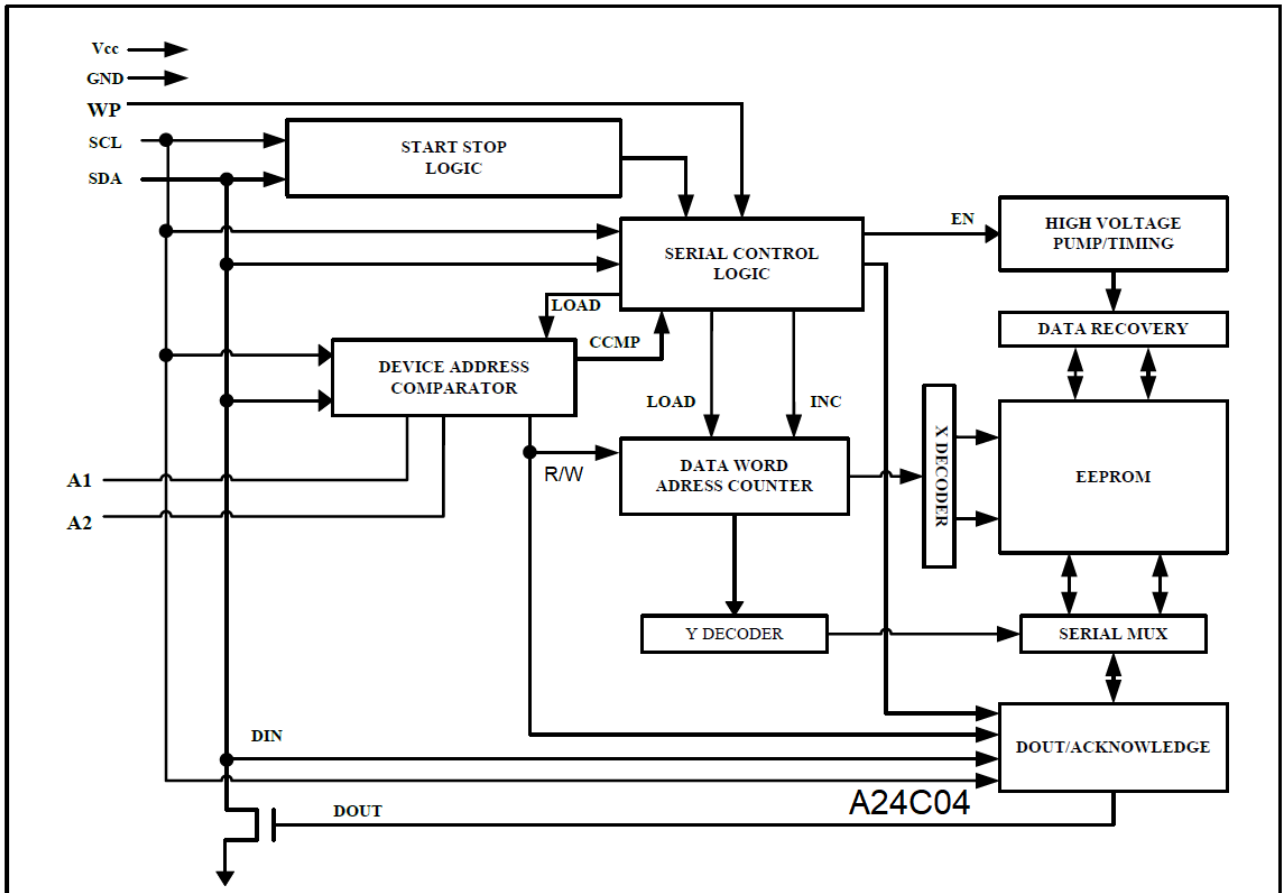 Vcc
GND
WP
SCL
SDA
START STOP
LOGIC
EN
HIGH VOLTAGE
PUMP/TIMING
SERIAL CONTROL
LOGIC
LOAD
CCMP
DATA RECOVERY
DEVICE ADDRESS
COMPARATOR
LOAD
INC
X DECODER
R/W
DATA WORD
ADRESS COUNTER
EEPROM
A1
A2
Y DECODER
SERIAL MUX
DIN
DOUT/ACKNOWLEDGE
A24C04
DOUT